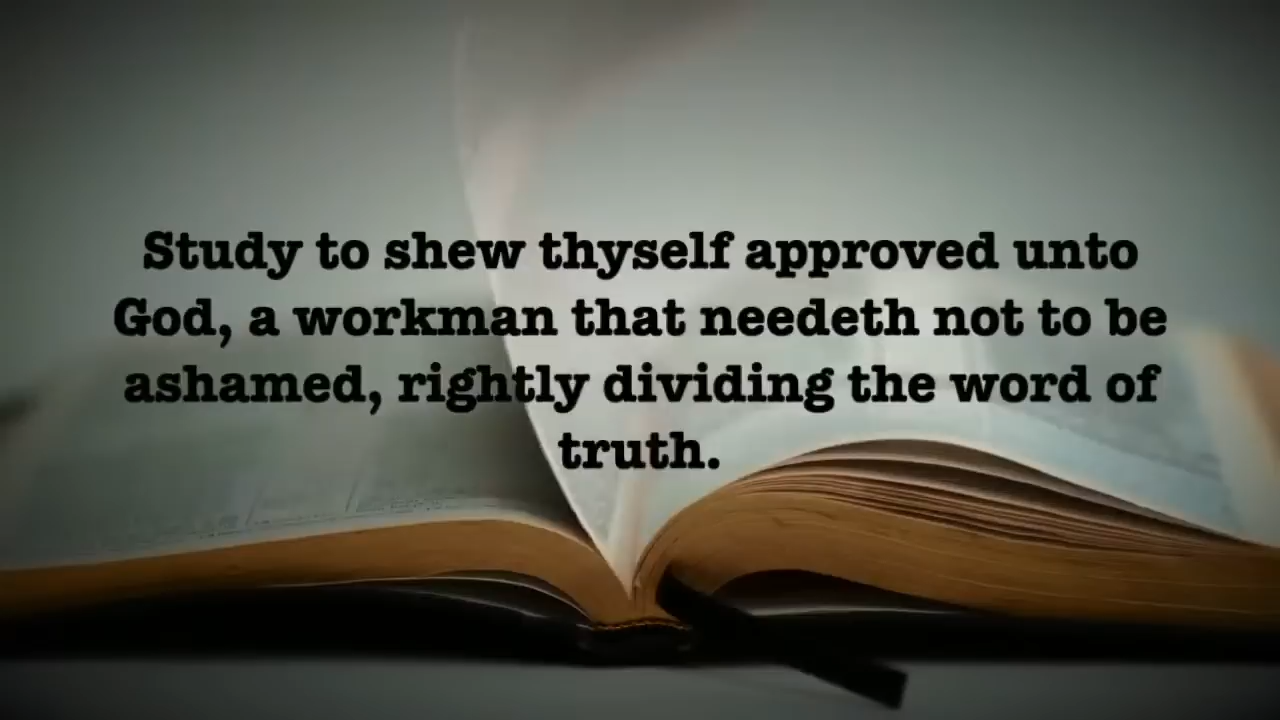 Study to shew thyself approved unto
God, a workman that needeth not to be
ashamed, rightly dividing the word of
truth.